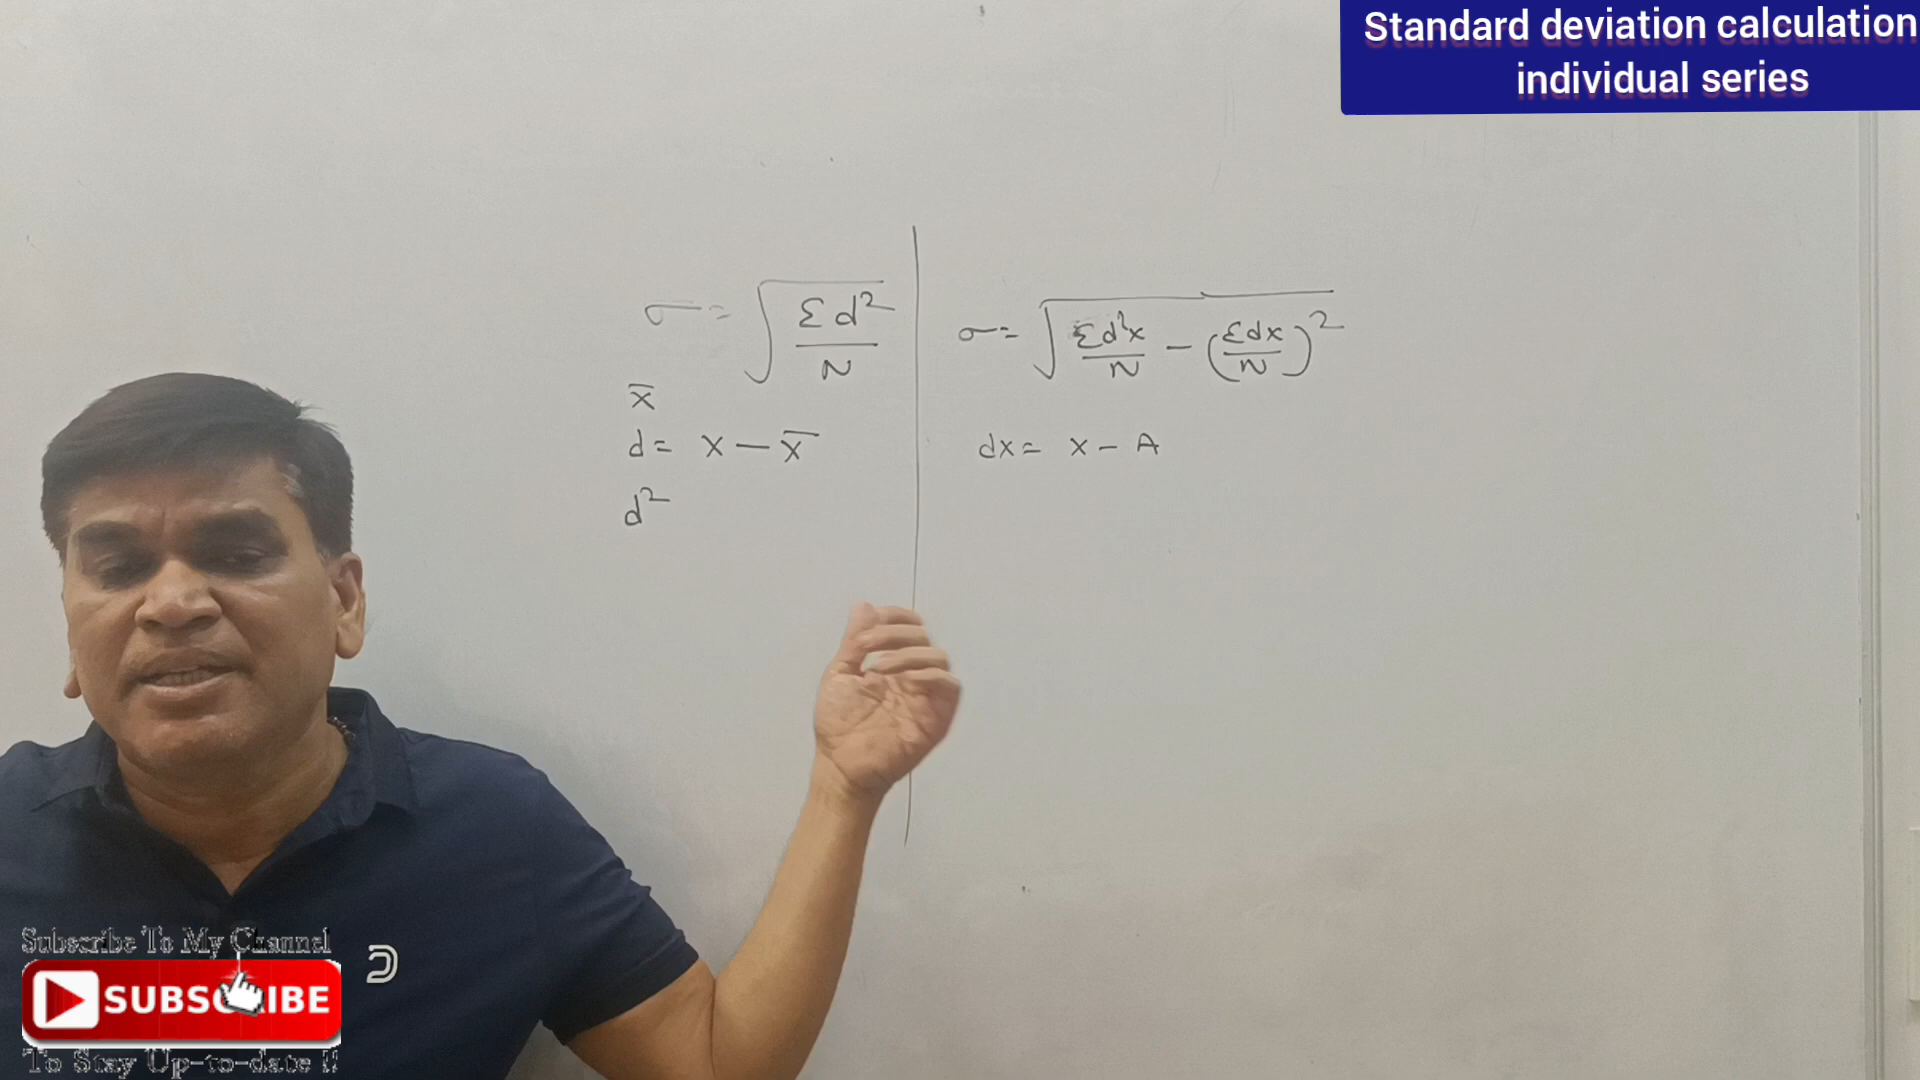 Standard deviation calculation
individual series
σ = √ Σd² / N
x̄
d = x - x̄
d²
σ = √ Σd²x / N - (Σdx / N)²
dx = x - A
Subscribe To My Channel
SUBSCRIBE
To Stay Up-to-date !!